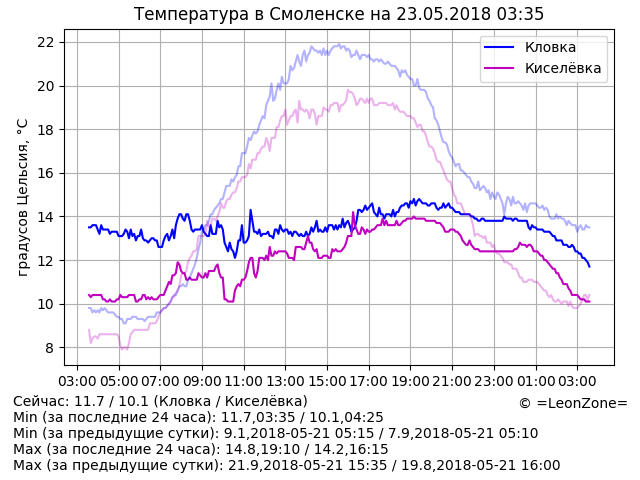 Температура в Смоленске на 23.05.2018 03:35
Кловка
Киселёвка
градусов Цельсия, °C
22
20
18
16
14
12
10
8
03:00 05:00 07:00 09:00 11:00 13:00 15:00 17:00 19:00 21:00 23:00 01:00 03:00
Сейчас: 11.7 / 10.1 (Кловка / Киселёвка)
© =LeonZone=
Min (за последние 24 часа): 11.7,03:35 / 10.1,04:25
Min (за предыдущие сутки): 9.1,2018-05-21 05:15 / 7.9,2018-05-21 05:10
Max (за последние 24 часа): 14.8,19:10 / 14.2,16:15
Max (за предыдущие сутки): 21.9,2018-05-21 15:35 / 19.8,2018-05-21 16:00